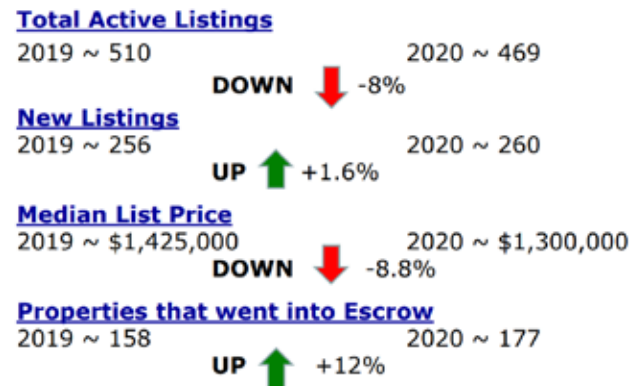 Total Active Listings
2019 ~ 510 2020 ~ 469
DOWN -8%
New Listings
2019 ~ 256 2020 ~ 260
UP +1.6%
Median List Price
2019 ~ $1,425,000 2020 ~ $1,300,000
DOWN -8.8%
Properties that went into Escrow
2019 ~ 158 2020 ~ 177
UP +12%